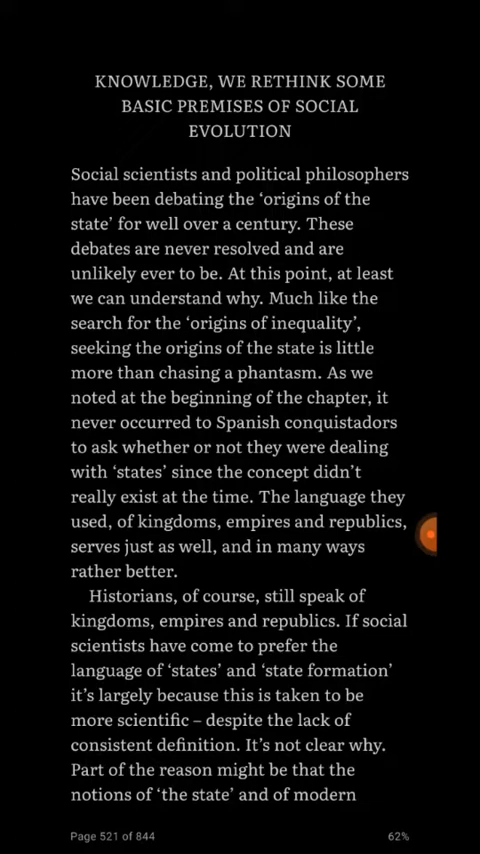 KNOWLEDGE, WE RETHINK SOME
BASIC PREMISES OF SOCIAL
EVOLUTION
Social scientists and political philosophers
have been debating the ‘origins of the
state’ for well over a century. These
debates are never resolved and are
unlikely ever to be. At this point, at least
we can understand why. Much like the
search for the ‘origins of inequality’,
seeking the origins of the state is little
more than chasing a phantasm. As we
noted at the beginning of the chapter, it
never occurred to Spanish conquistadors
to ask whether or not they were dealing
with ‘states’ since the concept didn’t
really exist at the time. The language they
used, of kingdoms, empires and republics,
serves just as well, and in many ways
rather better.
Historians, of course, still speak of
kingdoms, empires and republics. If social
scientists have come to prefer the
language of ‘states’ and ‘state formation’
it’s largely because this is taken to be
more scientific – despite the lack of
consistent definition. It’s not clear why.
Part of the reason might be that the
notions of ‘the state’ and of modern
Page 521 of 844 62%